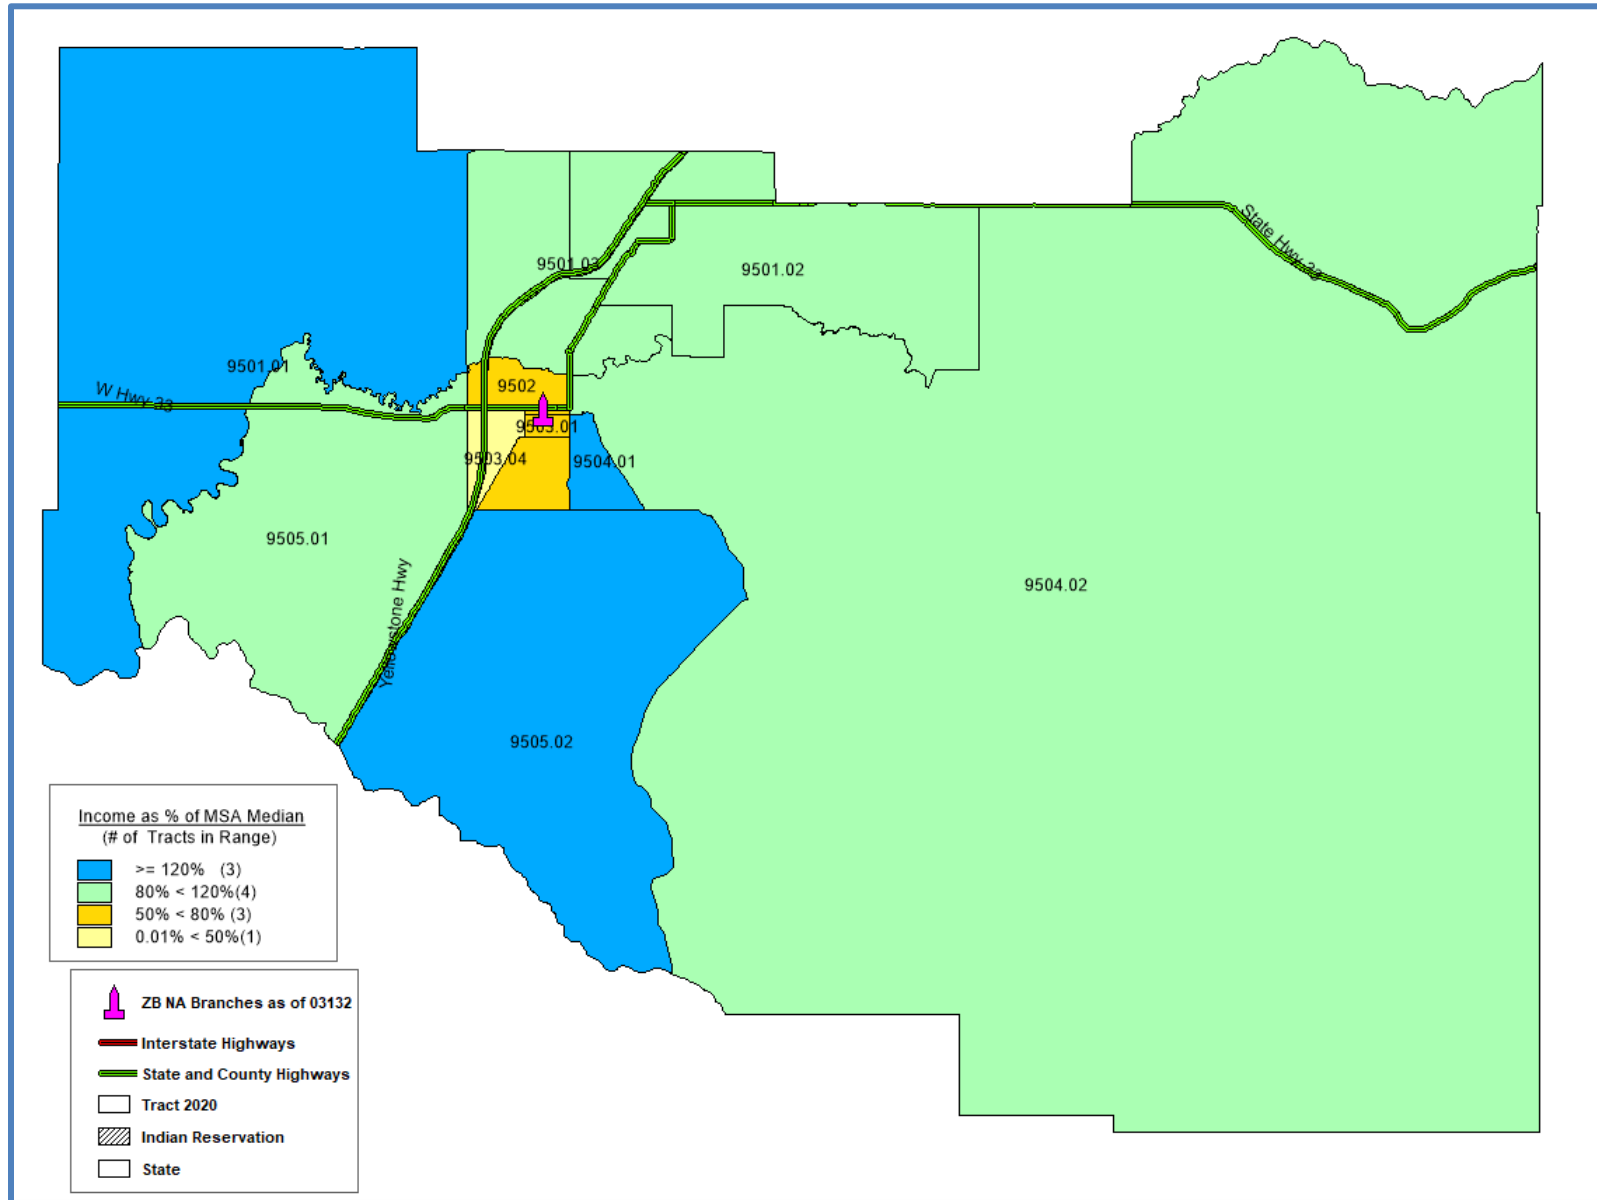 State Hwy 33
9501.03
9501.02
9501.01
W Hwy 33
9502
9503.01
9503.04
9504.01
9505.01
9504.02
Yellowstone Hwy
9505.02
Income as % of MSA Median
(# of Tracts in Range)
>= 120% (3)
80% < 120%(4)
50% < 80% (3)
0.01% < 50%(1)
ZB NA Branches as of 03132
Interstate Highways
State and County Highways
Tract 2020
Indian Reservation
State